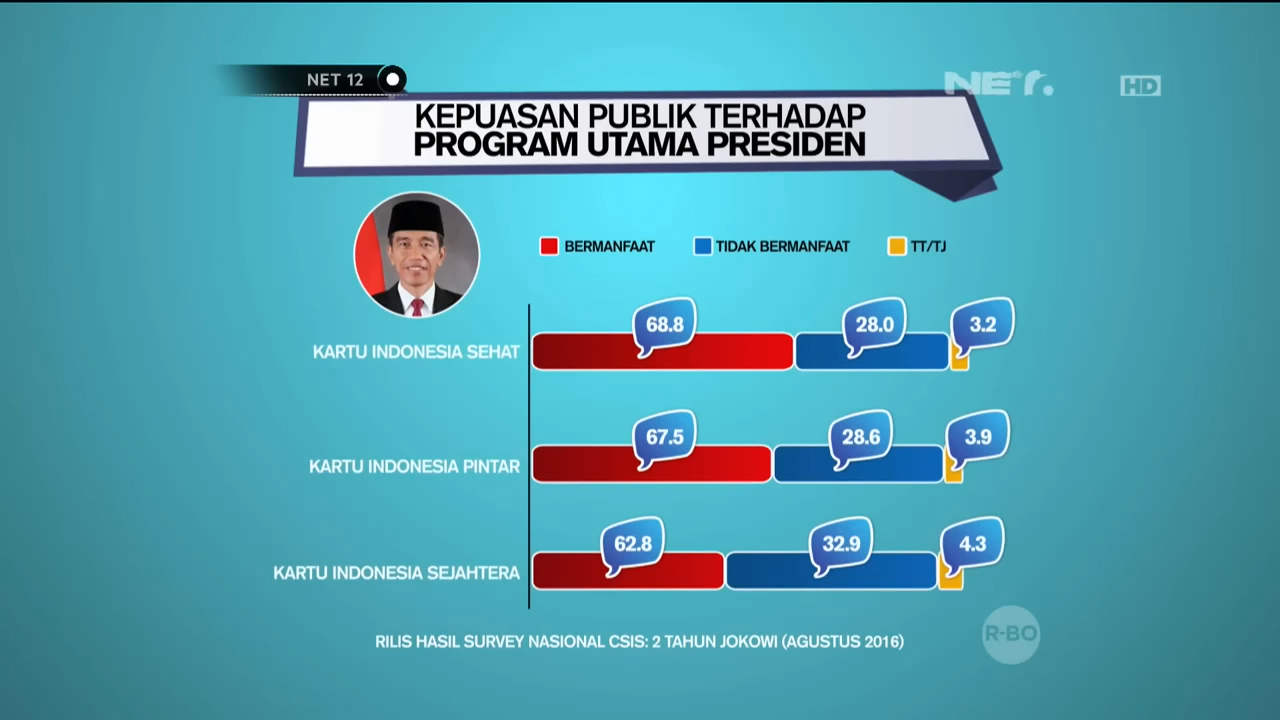 NET 12
NET.
HD
KEPUASAN PUBLIK TERHADAP
PROGRAM UTAMA PRESIDEN
BERMANFAAT
TIDAK BERMANFAAT
TT/TJ
KARTU INDONESIA SEHAT
68.8
28.0
3.2
KARTU INDONESIA PINTAR
67.5
28.6
3.9
KARTU INDONESIA SEJAHTERA
62.8
32.9
4.3
RILIS HASIL SURVEY NASIONAL CSIS: 2 TAHUN JOKOWI (AGUSTUS 2016)
R-BO